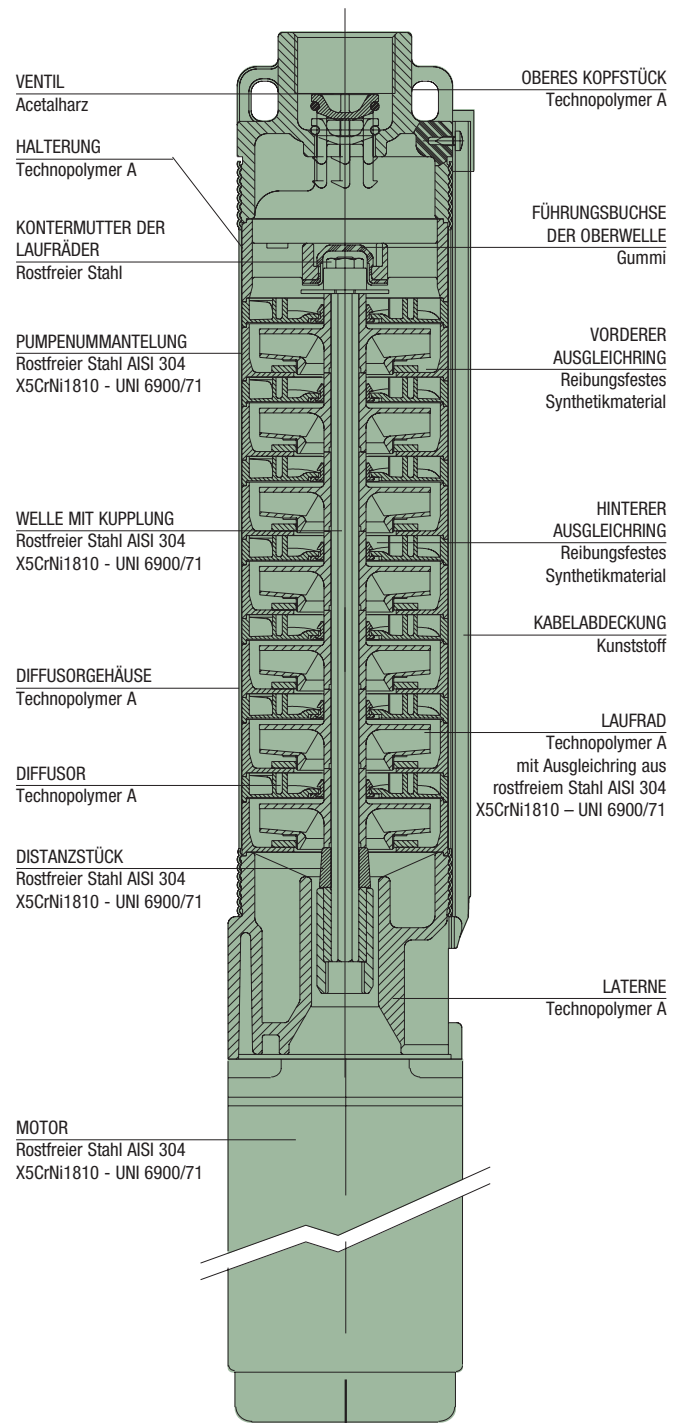 VENTIL
Acetalharz
HALTERUNG
Technopolymer A
KONTERMUTTER DER
LAUFRÄDER
Rostfreier Stahl
PUMPENUMMANTELUNG
Rostfreier Stahl AISI 304
X5CrNi1810 - UNI 6900/71
WELLE MIT KUPPLUNG
Rostfreier Stahl AISI 304
X5CrNi1810 - UNI 6900/71
DIFFUSORGEHÄUSE
Technopolymer A
DIFFUSOR
Technopolymer A
DISTANZSTÜCK
Rostfreier Stahl AISI 304
X5CrNi1810 - UNI 6900/71
MOTOR
Rostfreier Stahl AISI 304
X5CrNi1810 - UNI 6900/71
OBERES KOPFSTÜCK
Technopolymer A
FÜHRUNGSBUCHSE
DER OBERWELLE
Gummi
VORDERER
AUSGLEICHRING
Reibungsfestes
Synthetikmaterial
HINTERER
AUSGLEICHRING
Reibungsfestes
Synthetikmaterial
KABELABDECKUNG
Kunststoff
LAUFRAD
Technopolymer A
mit Ausgleichring aus
rostfreiem Stahl AISI 304
X5CrNi1810 – UNI 6900/71
LATERNE
Technopolymer A